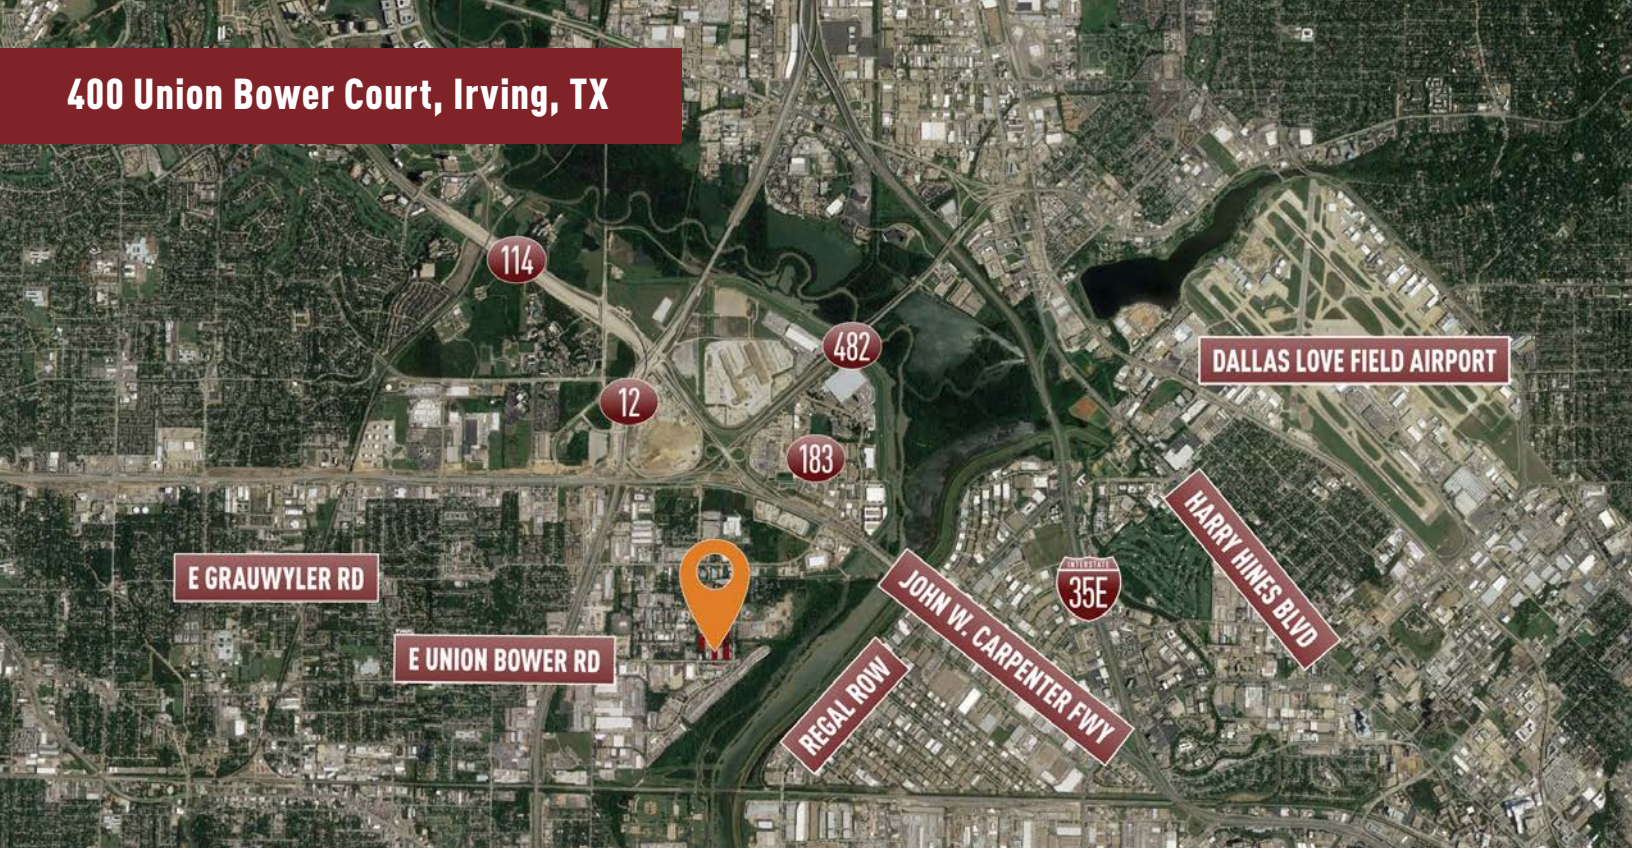 400 Union Bower Court, Irving, TX
114
482
DALLAS LOVE FIELD AIRPORT
12
183
HARRY HINES BLVD
E GRAUWYLER RD
INTERSTATE
35E
JOHN W. CARPENTER FWY
E UNION BOWER RD
REGAL ROW